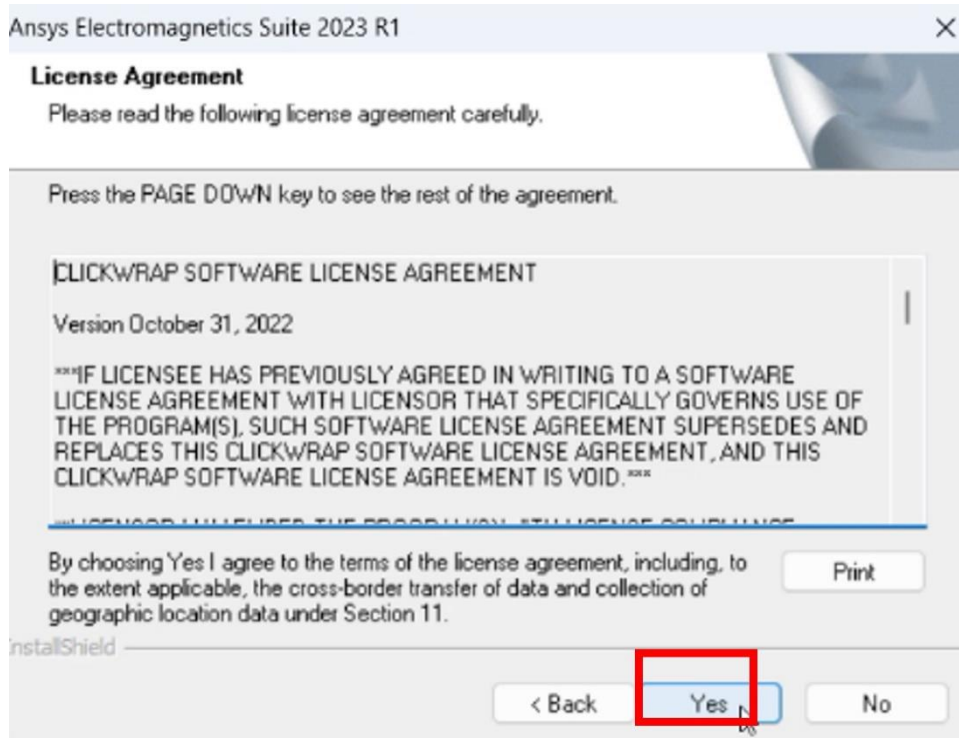 Ansys Electromagnetics Suite 2023 R1
License Agreement
Please read the following license agreement carefully.
Press the PAGE DOWN key to see the rest of the agreement.
CLICKWRAP SOFTWARE LICENSE AGREEMENT
Version October 31, 2022
***IF LICENSEE HAS PREVIOUSLY AGREED IN WRITING TO A SOFTWARE
LICENSE AGREEMENT WITH LICENSOR THAT SPECIFICALLY GOVERNS USE OF
THE PROGRAM(S), SUCH SOFTWARE LICENSE AGREEMENT SUPERSEDES AND
REPLACES THIS CLICKWRAP SOFTWARE LICENSE AGREEMENT, AND THIS
CLICKWRAP SOFTWARE LICENSE AGREEMENT IS VOID.***
By choosing Yes I agree to the terms of the license agreement, including, to
the extent applicable, the cross-border transfer of data and collection of
geographic location data under Section 11.
Print
nstallShield
< Back
Yes
No